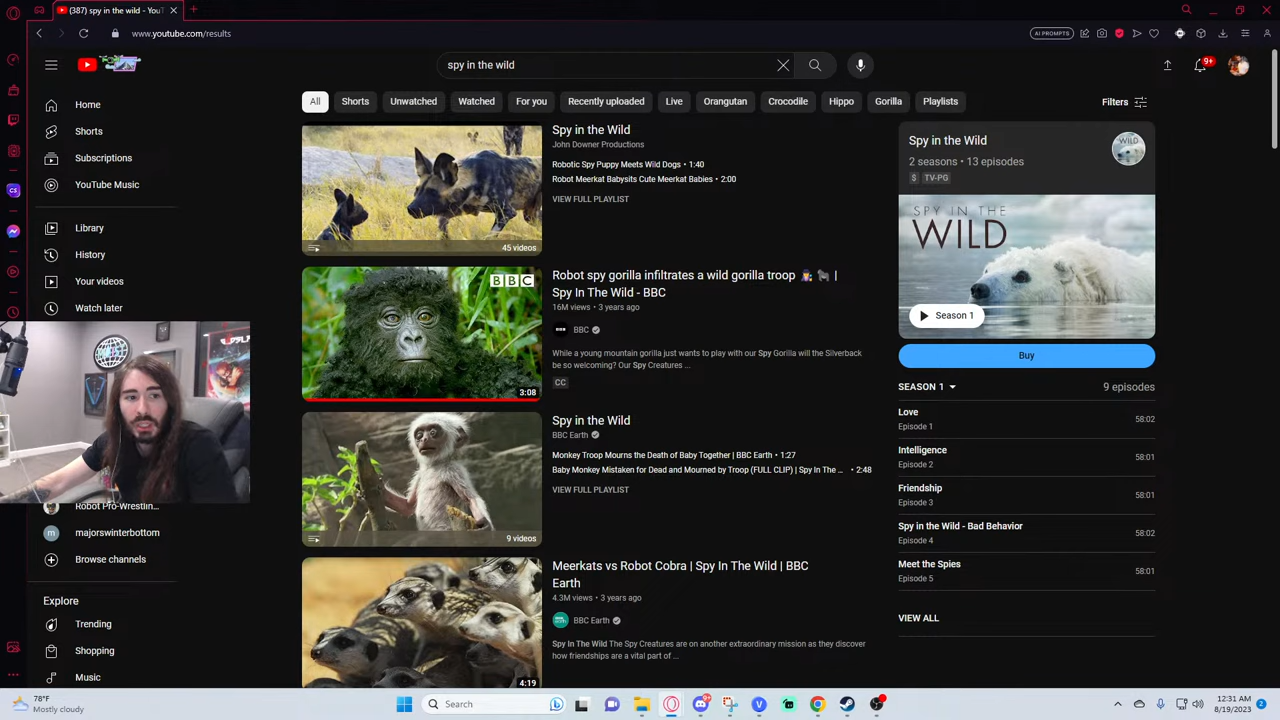 (387) spy in the wild - YouT
www.youtube.com/results
AI PROMPTS
spy in the wild
9+
All
Shorts
Unwatched
Watched
For you
Recently uploaded
Live
Orangutan
Crocodile
Hippo
Gorilla
Playlists
Filters
Home
Shorts
Subscriptions
YouTube Music
Library
History
Your videos
Watch later
Robot Pro-Wrestlin...
m
majorswinterbottom
Browse channels
Explore
Trending
Shopping
Music
Spy in the Wild
John Downer Productions
Robotic Spy Puppy Meets Wild Dogs • 1:40
Robot Meerkat Babysits Cute Meerkat Babies • 2:00
VIEW FULL PLAYLIST
45 videos
BBC
3:08
Robot spy gorilla infiltrates a wild gorilla troop 👩‍🎤 🦍 |
Spy In The Wild - BBC
16M views • 3 years ago
BBC
While a young mountain gorilla just wants to play with our Spy Gorilla will the Silverback
be so welcoming? Our Spy Creatures ...
CC
Spy in the Wild
BBC Earth
Monkey Troop Mourns the Death of Baby Together | BBC Earth • 1:27
Baby Monkey Mistaken for Dead and Mourned by Troop (FULL CLIP) | Spy In The ... • 2:48
VIEW FULL PLAYLIST
9 videos
Meerkats vs Robot Cobra | Spy In The Wild | BBC
Earth
4.3M views • 3 years ago
BBC Earth
Spy In The Wild The Spy Creatures are on another extraordinary mission as they discover
how friendships are a vital part of ...
4:19
Spy in the Wild
2 seasons • 13 episodes
$ TV-PG
WILD
SPY IN THE
WILD
Season 1
Buy
SEASON 1
9 episodes
Love
Episode 1
58:02
Intelligence
Episode 2
58:01
Friendship
Episode 3
58:01
Spy in the Wild - Bad Behavior
Episode 4
58:02
Meet the Spies
Episode 5
58:01
VIEW ALL
78°F
Mostly cloudy
Search
9+
12:31 AM
8/19/2023
2